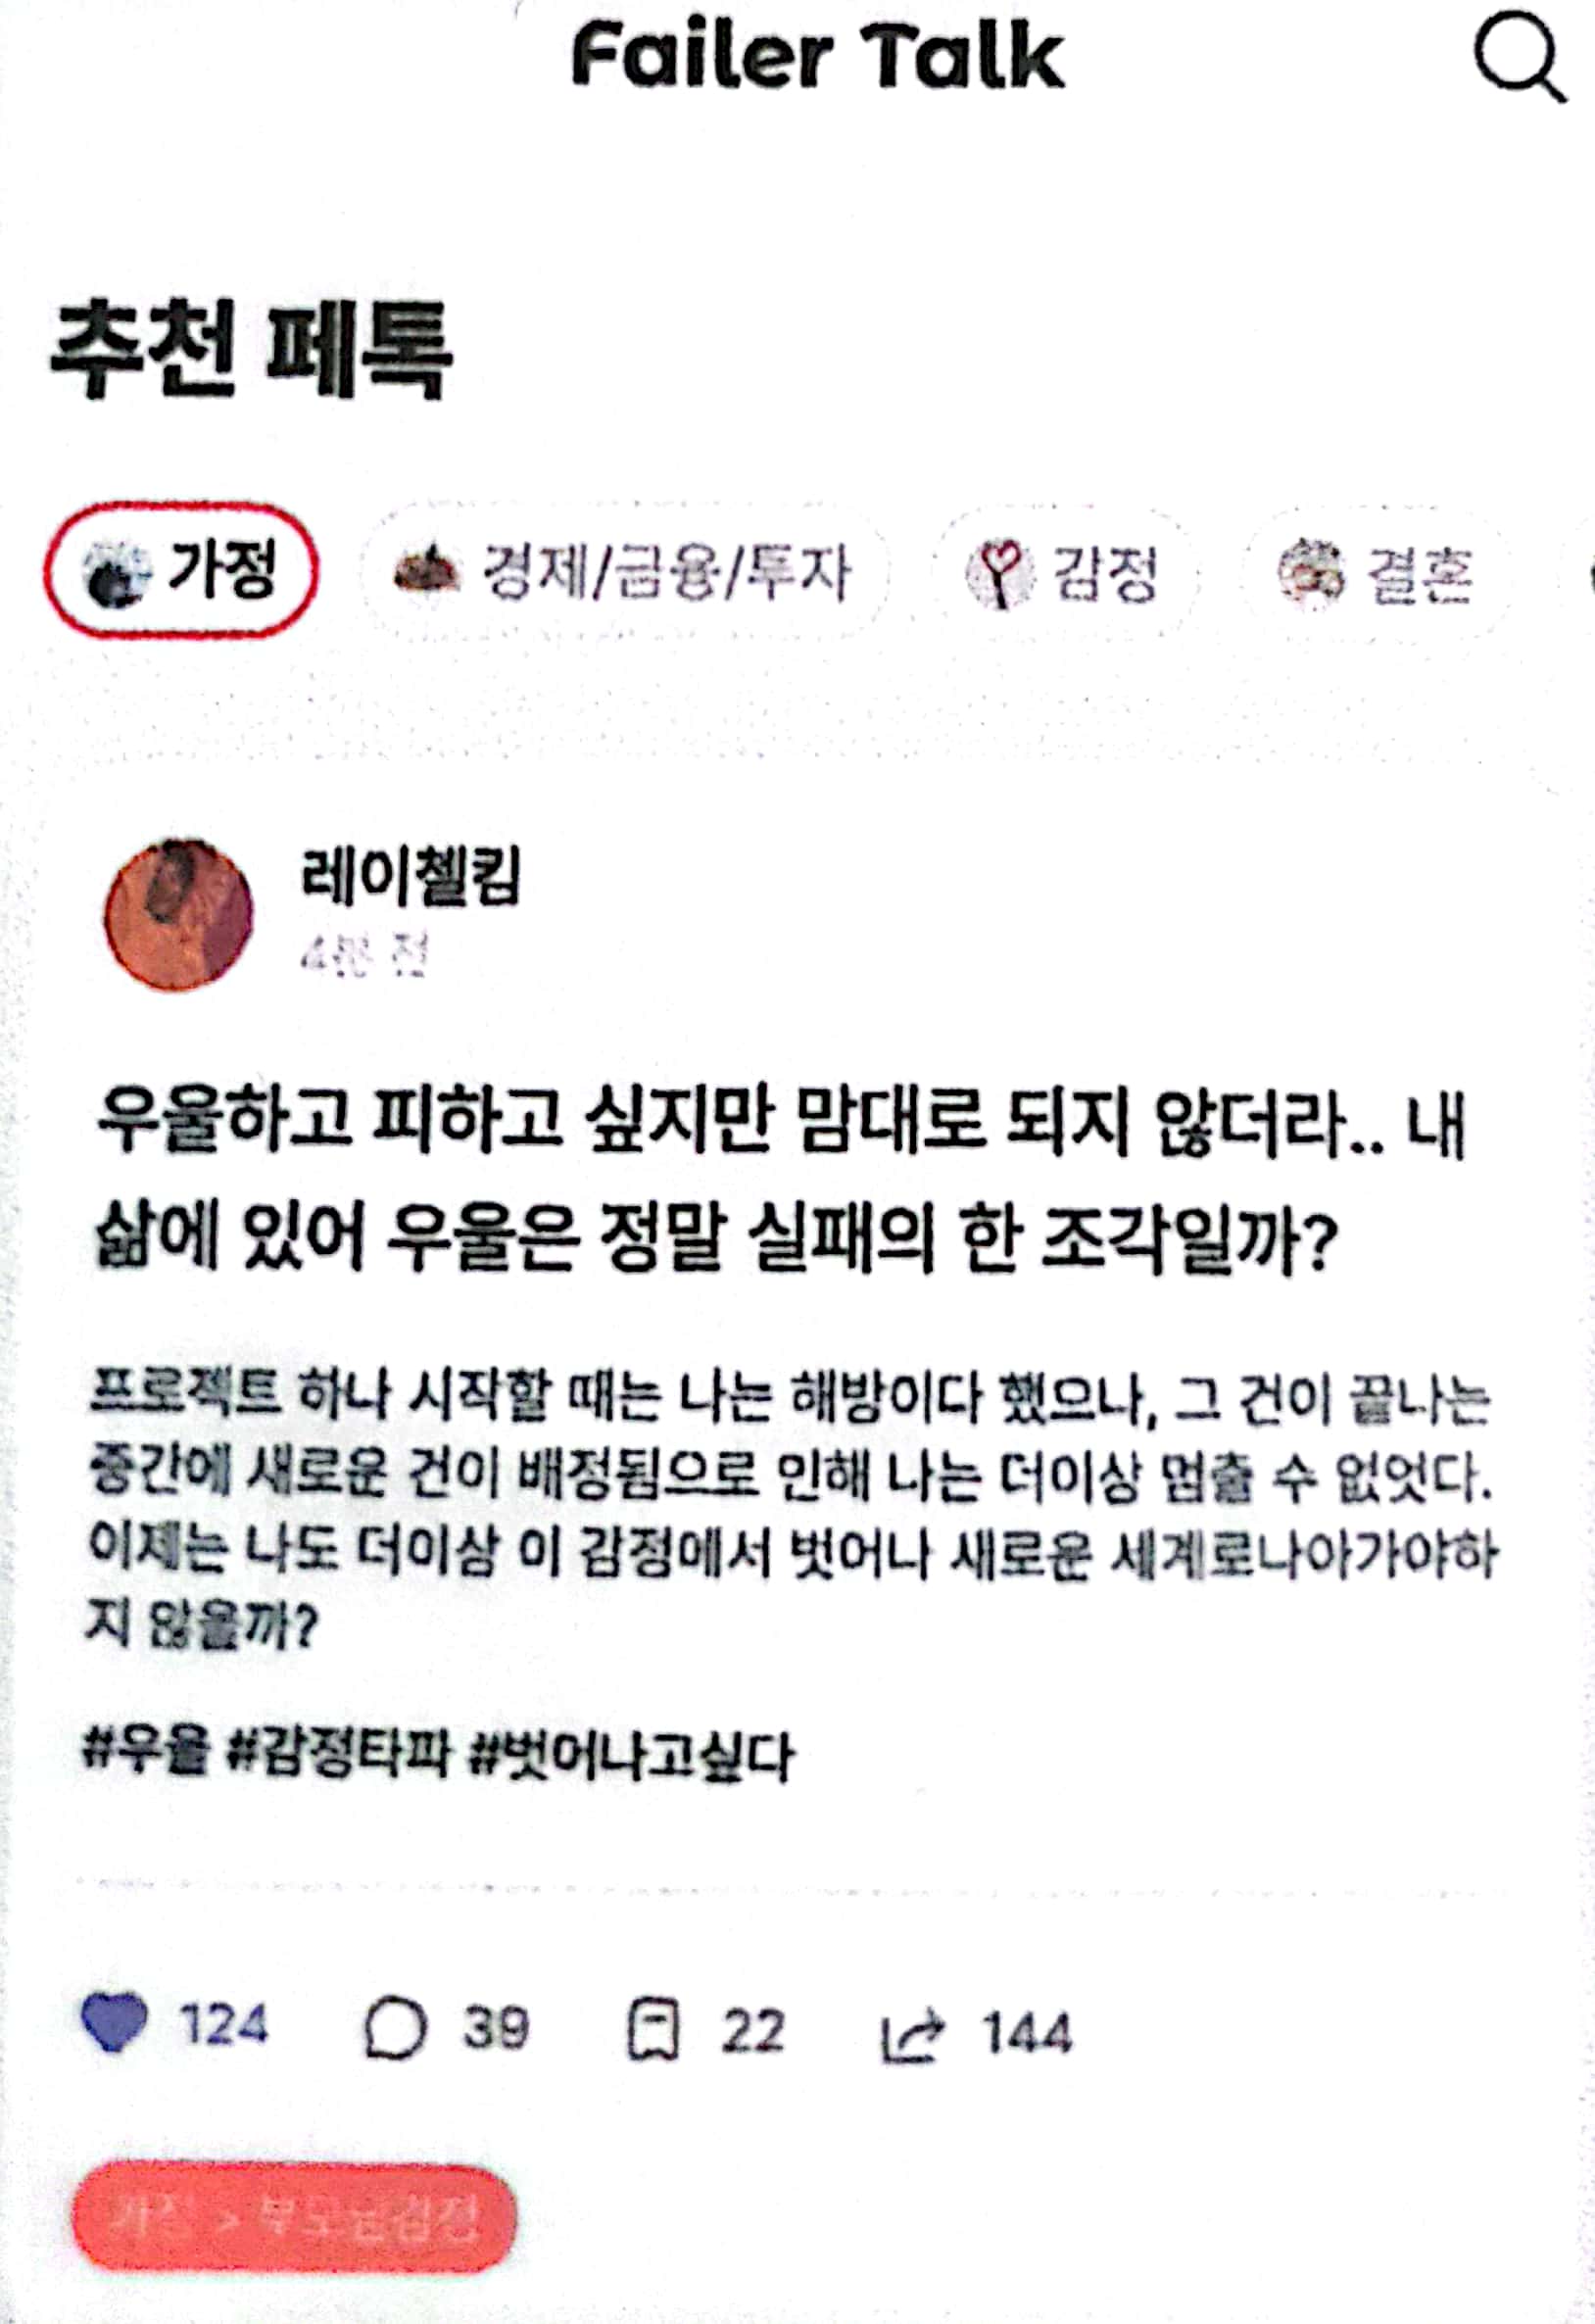 Failer Talk
추천 페톡
가정 경제/금융/투자 감정 결혼
레이첼킴
4분 전
우울하고 피하고 싶지만 맘대로 되지 않더라.. 내
삶에 있어 우울은 정말 실패의 한 조각일까?
프로젝트 하나 시작할 때는 나는 해방이다 했으나, 그 건이 끝나는
중간에 새로운 건이 배정됨으로 인해 나는 더이상 멈출 수 없엇다.
이제는 나도 더이상 이 감정에서 벗어나 새로운 세계로나아가야하
지 않을까?
#우울 #감정타파 #벗어나고싶다
124 39 22 144
가정 >